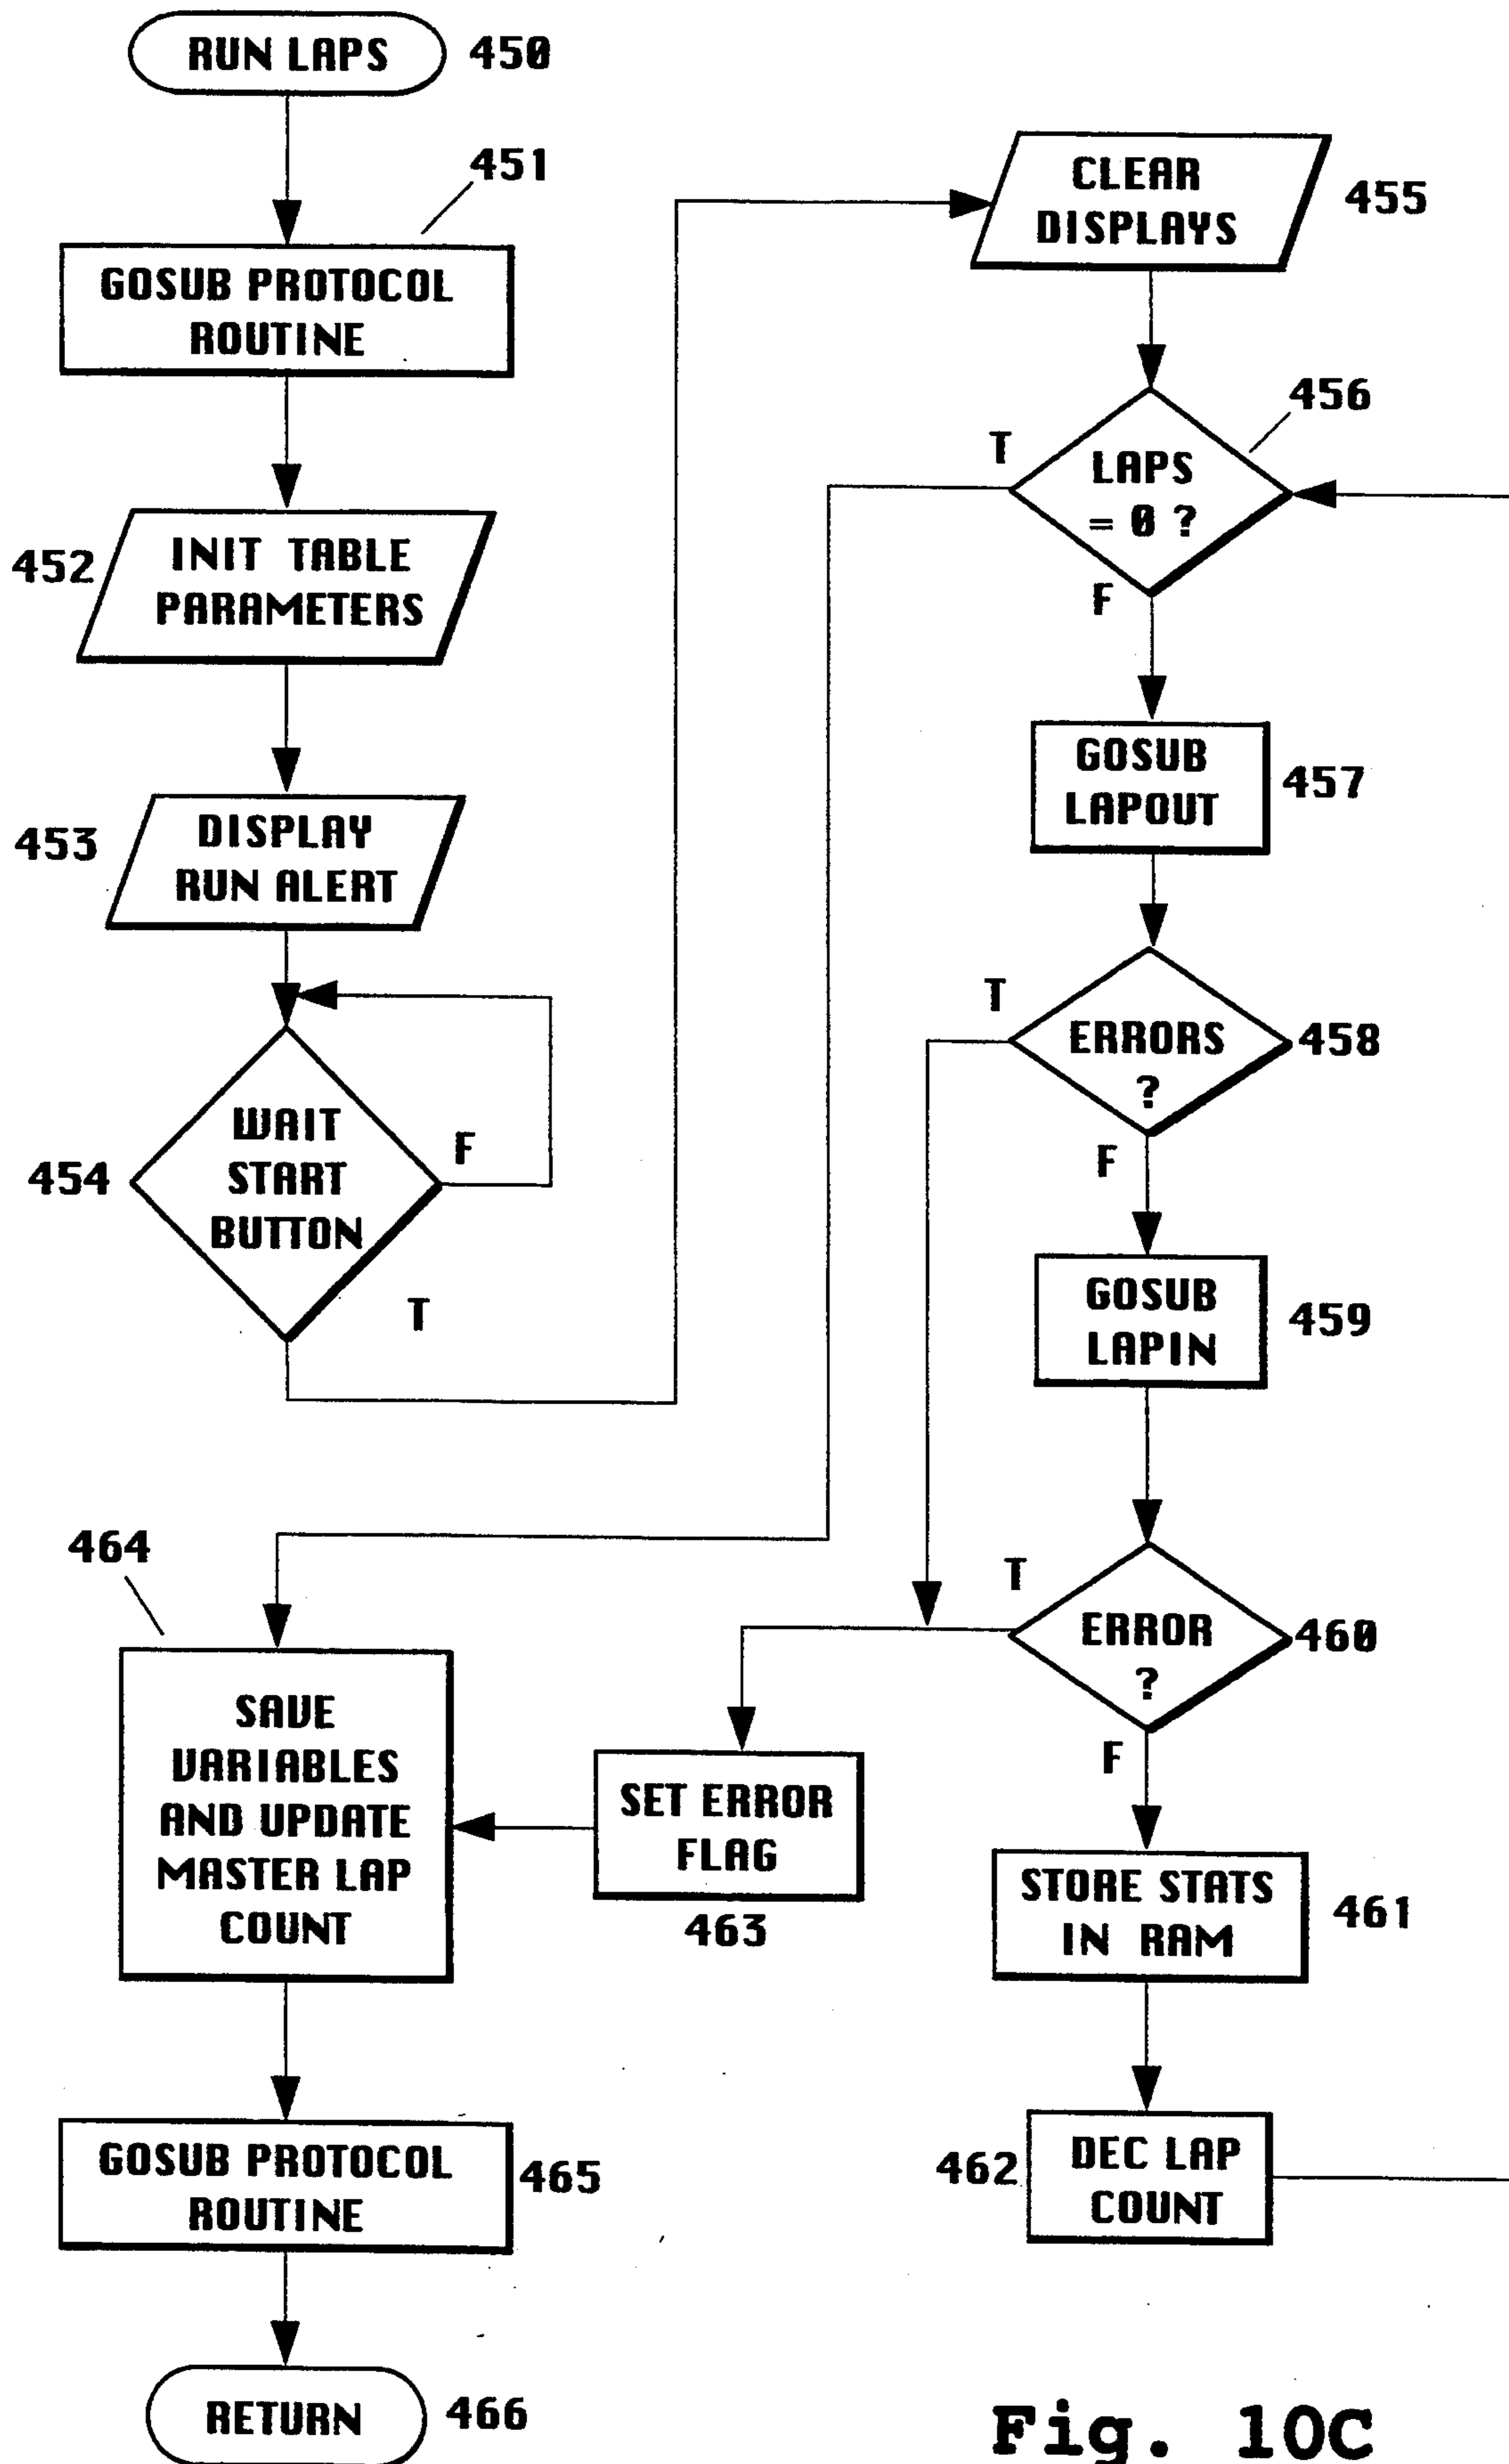 RUN LAPS
450
451
GOSUB PROTOCOL
ROUTINE
452
INIT TABLE
PARAMETERS
453
DISPLAY
RUN ALERT
454
WAIT
START
BUTTON
F
T
CLEAR
DISPLAYS
455
456
T
LAPS
= 0 ?
F
GOSUB
LAPOUT
457
T
ERRORS
?
458
F
GOSUB
LAPIN
459
T
ERROR
?
460
F
STORE STATS
IN RAM
461
462
DEC LAP
COUNT
SET ERROR
FLAG
463
464
SAVE
VARIABLES
AND UPDATE
MASTER LAP
COUNT
GOSUB PROTOCOL
ROUTINE
465
RETURN
466
Fig. 10C